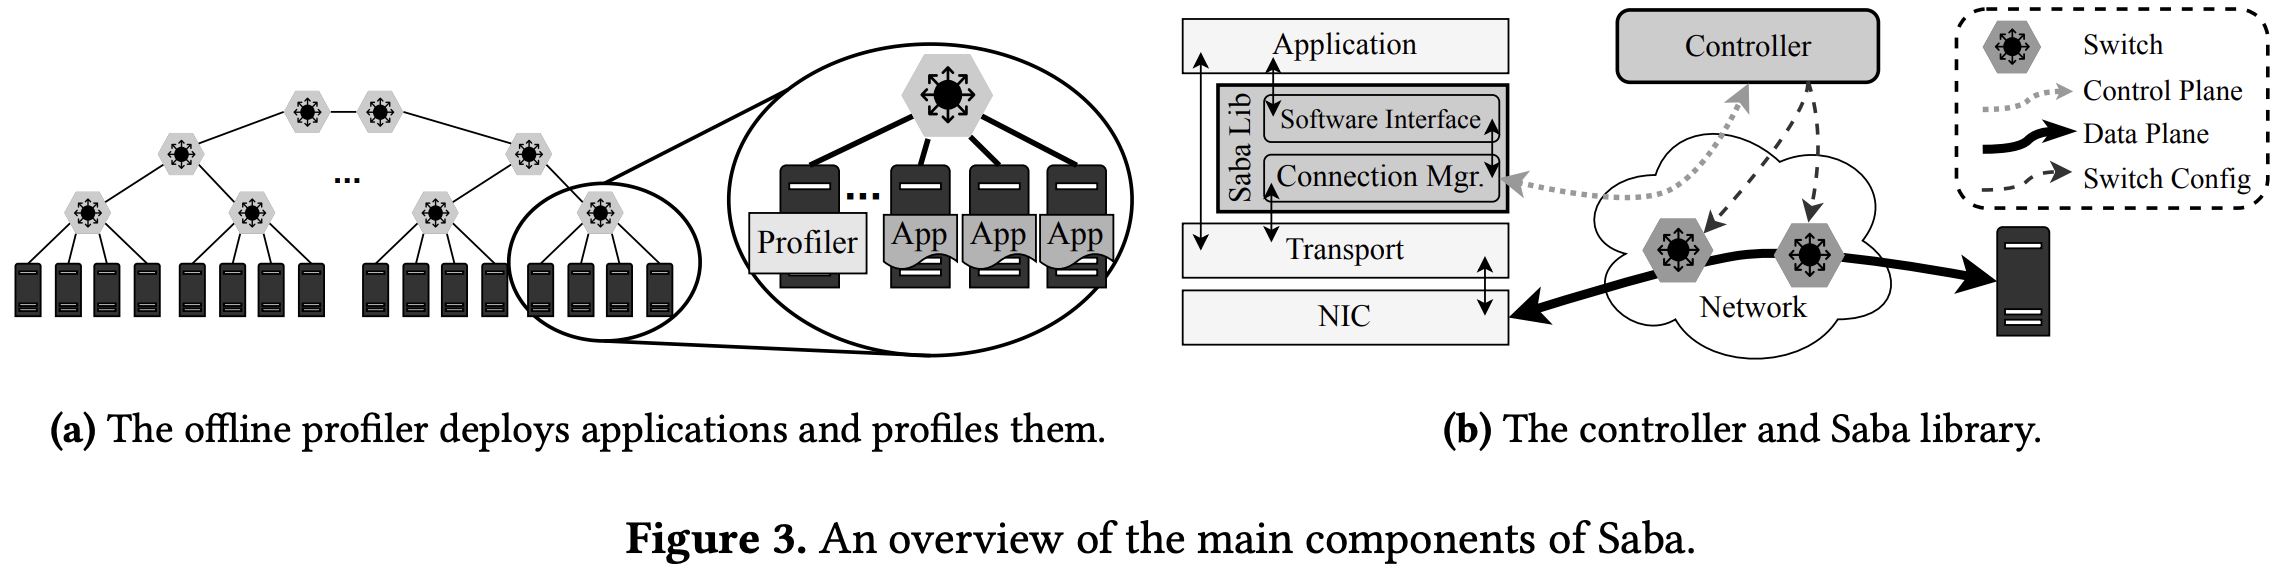 ...
Profiler
...
App
App
App
Application
Saba Lib
Software Interface
Connection Mgr.
Transport
NIC
Controller
Network
Switch
Control Plane
Data Plane
Switch Config
(a) The offline profiler deploys applications and profiles them.
(b) The controller and Saba library.
Figure 3. An overview of the main components of Saba.